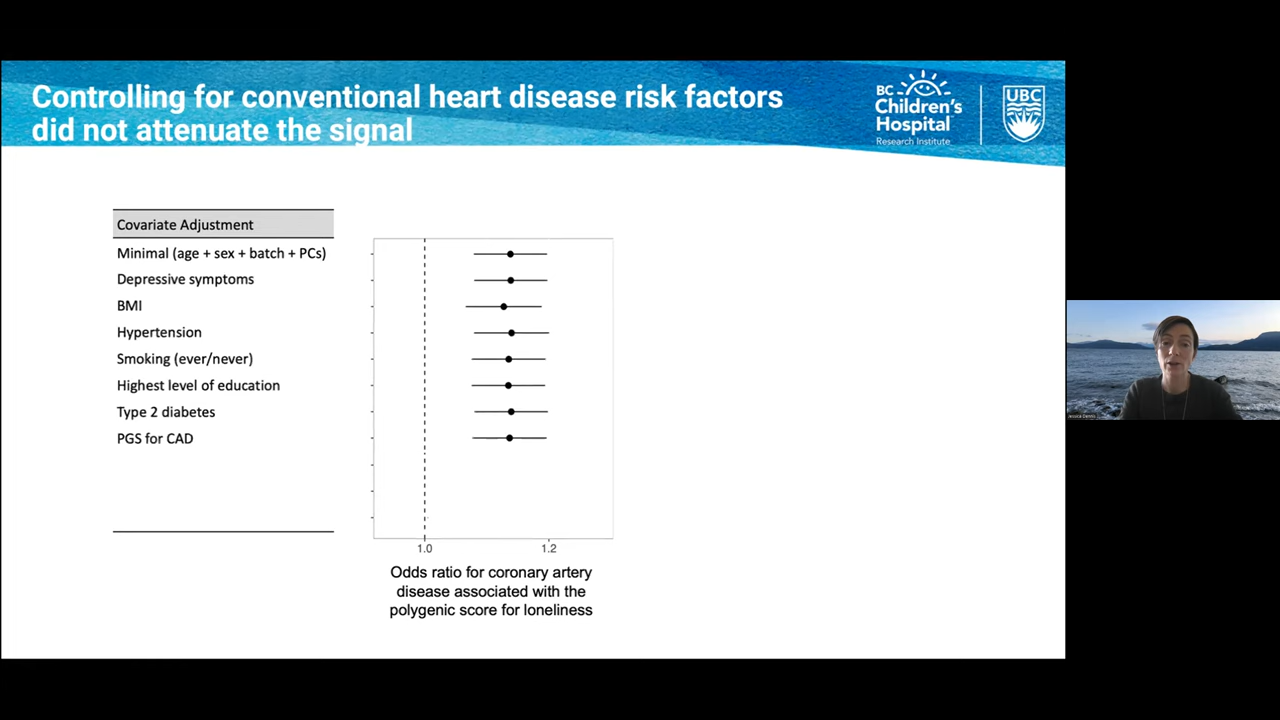 Controlling for conventional heart disease risk factors
did not attenuate the signal
BC
Children's
Hospital
Research Institute
UBC
Covariate Adjustment
Minimal (age + sex + batch + PCs)
Depressive symptoms
BMI
Hypertension
Smoking (ever/never)
Highest level of education
Type 2 diabetes
PGS for CAD
1.0
1.2
Odds ratio for coronary artery
disease associated with the
polygenic score for loneliness
Jessica Dennis